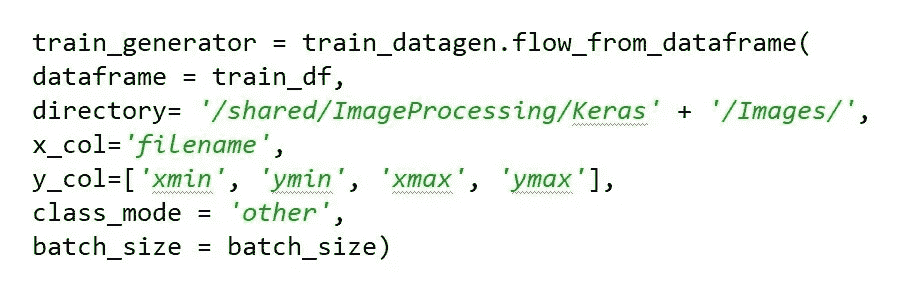 train_generator = train_datagen.flow_from_dataframe(
dataframe = train_df,
directory= '/shared/ImageProcessing/Keras' + '/Images/',
x_col='filename',
y_col=['xmin', 'ymin', 'xmax', 'ymax'],
class_mode = 'other',
batch_size = batch_size)